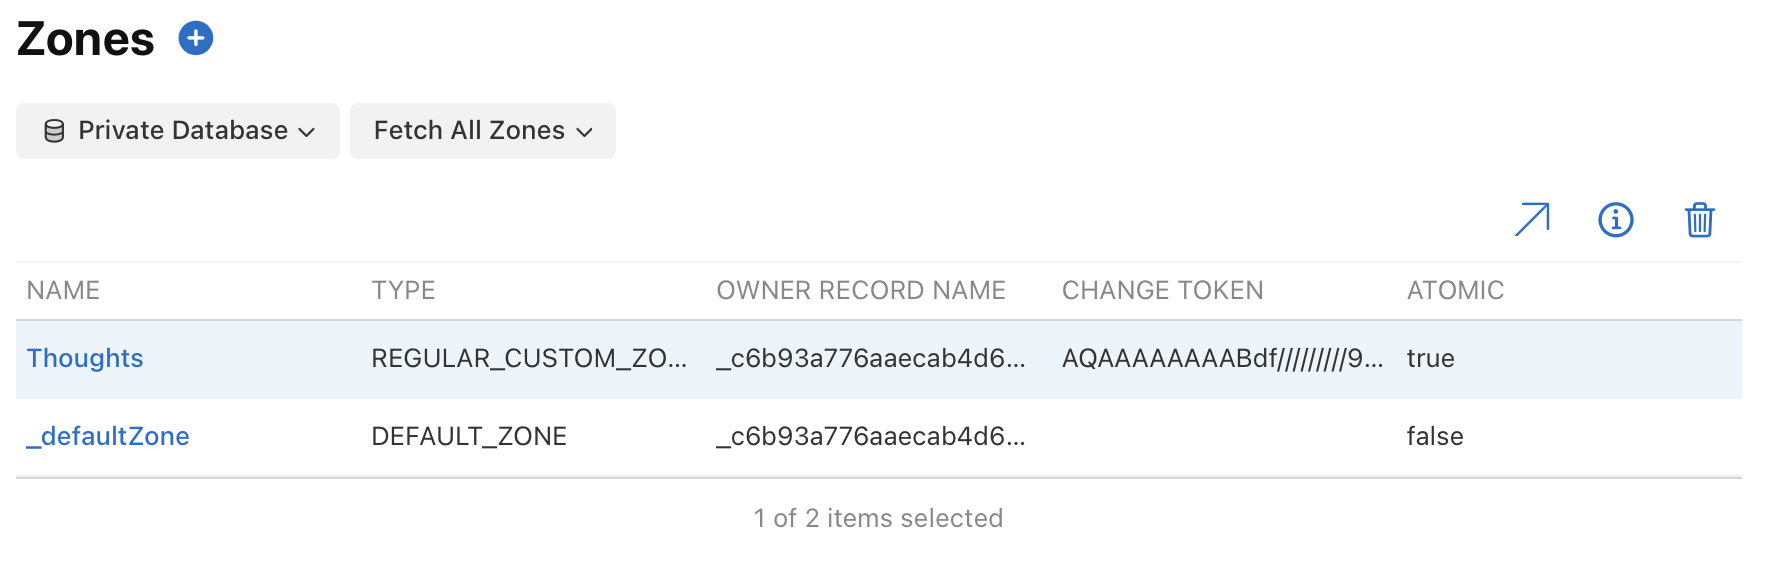 Zones
Private Database Fetch All Zones
NAME TYPE OWNER RECORD NAME CHANGE TOKEN ATOMIC
Thoughts REGULAR_CUSTOM_ZO... _c6b93a776aaecab4d6... AQAAAAAAAABdf/////////9... true
_defaultZone DEFAULT_ZONE _c6b93a776aaecab4d6... false
1 of 2 items selected